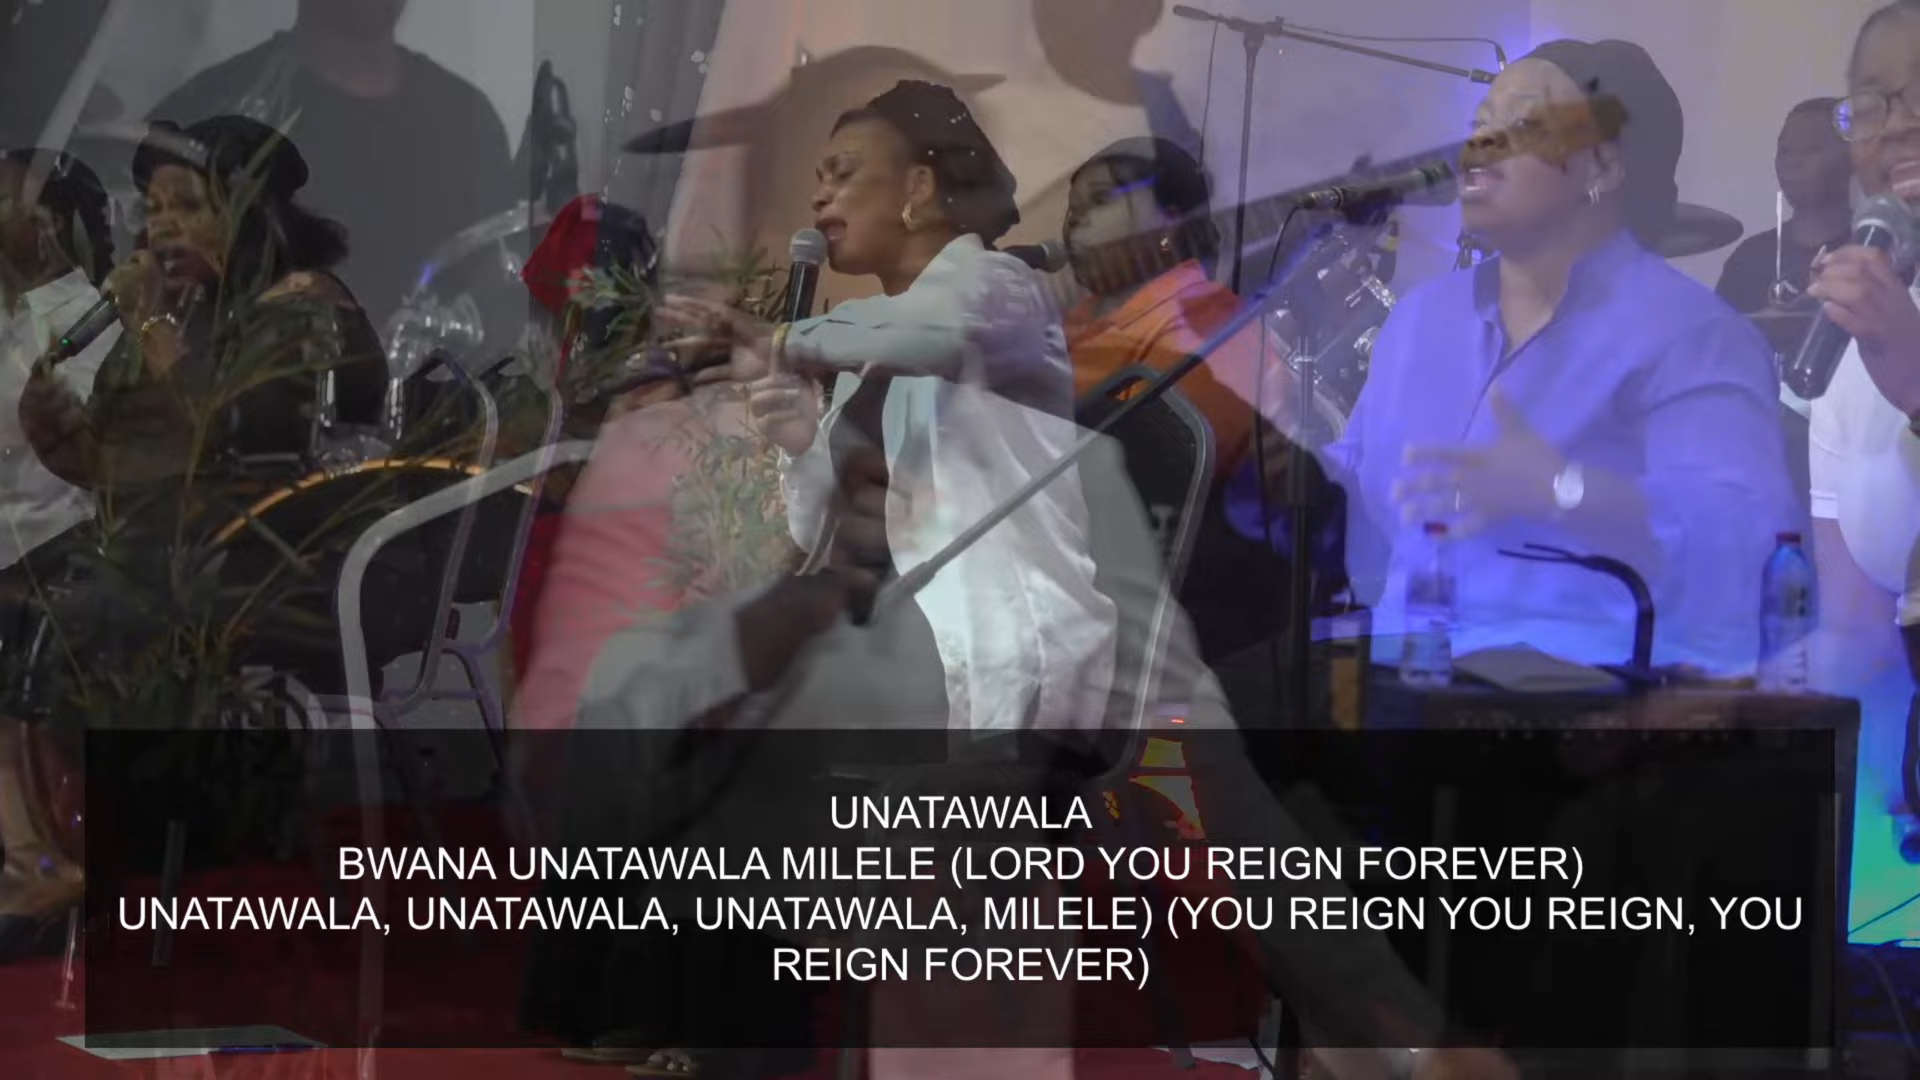 UNATAWALA
BWANA UNATAWALA MILELE (LORD YOU REIGN FOREVER)
UNATAWALA, UNATAWALA, UNATAWALA, MILELE) (YOU REIGN YOU REIGN, YOU
REIGN FOREVER)